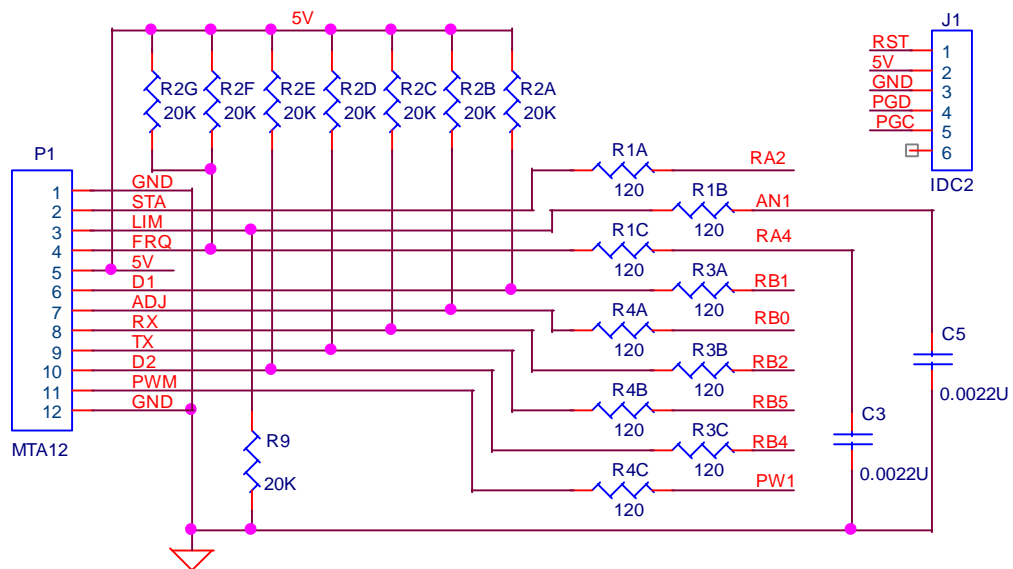 5V
J1
RST 1
5V 2
GND 3
PGD 4
PGC 5
6
IDC2
R2G R2F R2E R2D R2C R2B R2A
20K 20K 20K 20K 20K 20K 20K
P1
1 GND
2 STA
3 LIM
4 FRQ
5 5V
6 D1
7 ADJ
8 RX
9 TX
10 D2
11 PWM
12 GND
MTA12
R1A RA2
120
R1B AN1
120
R1C RA4
120
R3A RB1
120
R4A RB0
120
R3B RB2
120
R4B RB5
120
R3C RB4
120
R4C PW1
120
R9
20K
C5
0.0022U
C3
0.0022U